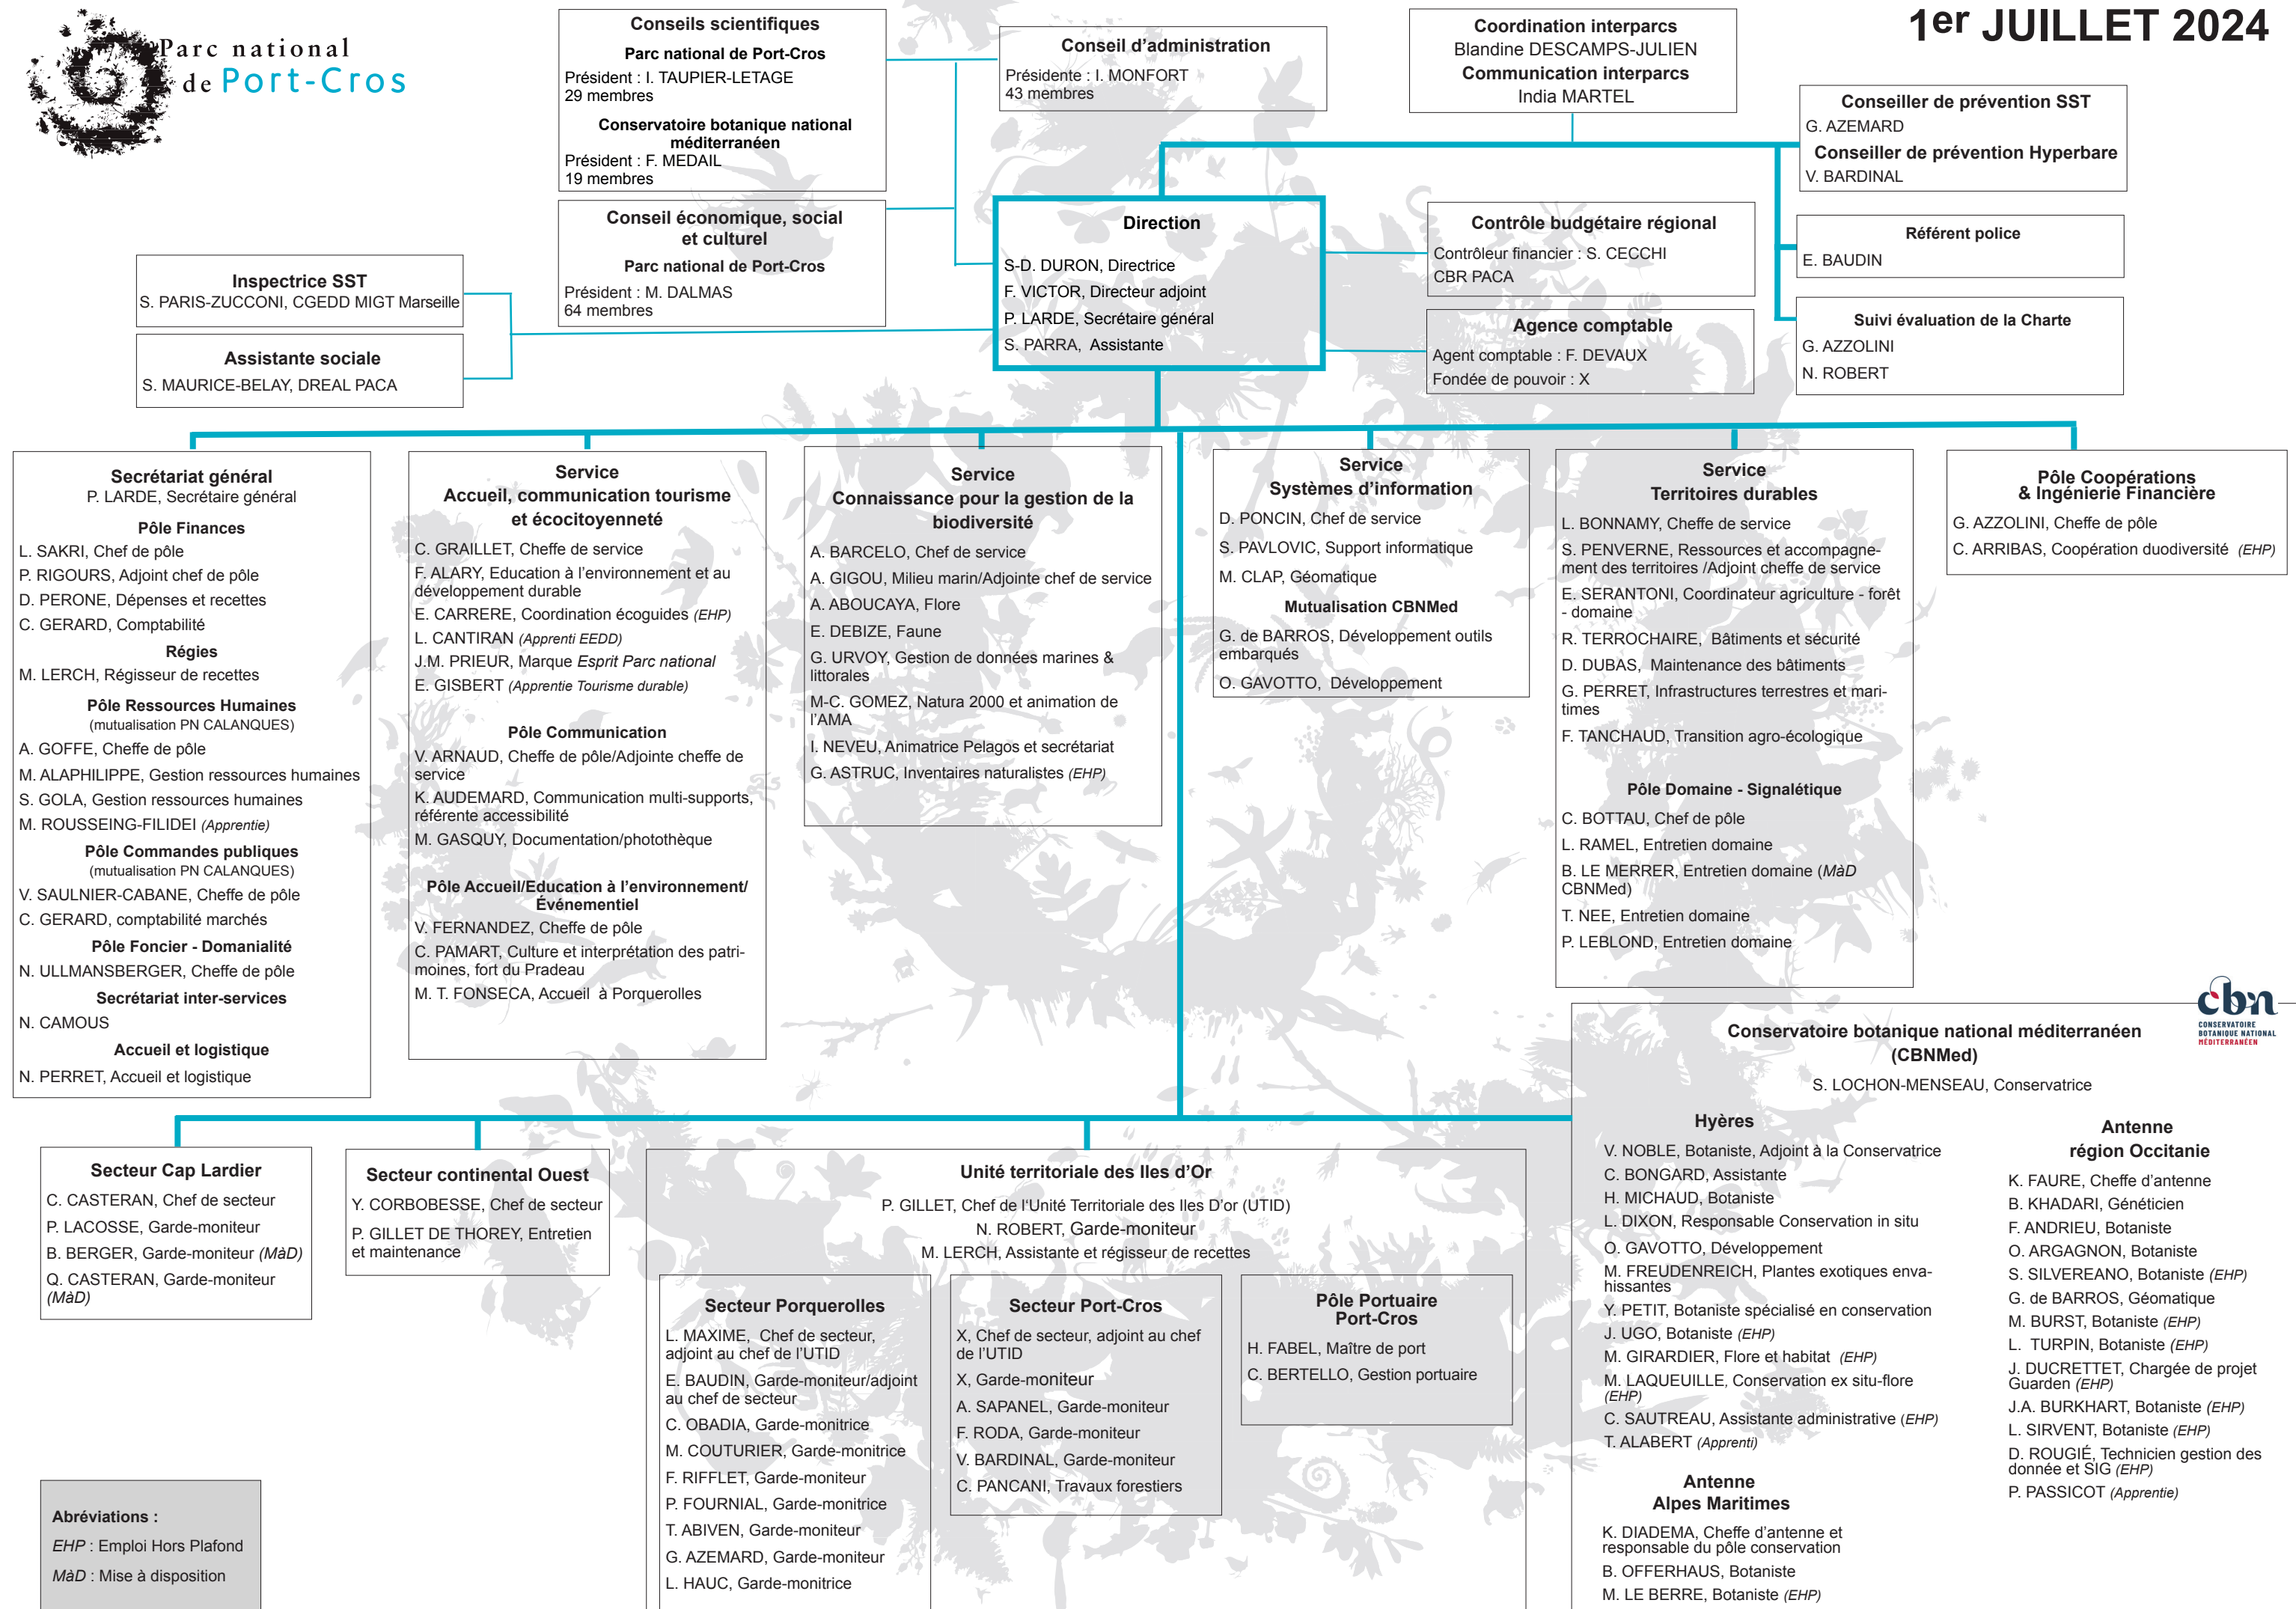 Parc national
de Port-Cros
1er JUILLET 2024
Conseils scientifiques
Parc national de Port-Cros
Président : I. TAUPIER-LETAGE
29 membres
Conservatoire botanique national
méditerranéen
Président : F. MEDAIL
19 membres
Conseil d'administration
Présidente : I. MONFORT
43 membres
Coordination interparcs
Blandine DESCAMPS-JULIEN
Communication interparcs
India MARTEL
Conseiller de prévention SST
G. AZEMARD
Conseiller de prévention Hyperbare
V. BARDINAL
Conseil économique, social
et culturel
Parc national de Port-Cros
Président : M. DALMAS
64 membres
Direction
S-D. DURON, Directrice
F. VICTOR, Directeur adjoint
P. LARDE, Secrétaire général
S. PARRA, Assistante
Contrôle budgétaire régional
Contrôleur financier : S. CECCHI
CBR PACA
Référent police
E. BAUDIN
Inspectrice SST
S. PARIS-ZUCCONI, CGEDD MIGT Marseille
Assistante sociale
S. MAURICE-BELAY, DREAL PACA
Agence comptable
Agent comptable : F. DEVAUX
Fondée de pouvoir : X
Suivi évaluation de la Charte
G. AZZOLINI
N. ROBERT
Secrétariat général
P. LARDE, Secrétaire général
Pôle Finances
L. SAKRI, Chef de pôle
P. RIGOURS, Adjoint chef de pôle
D. PERONE, Dépenses et recettes
C. GERARD, Comptabilité
Régies
M. LERCH, Régisseur de recettes
Pôle Ressources Humaines
(mutualisation PN CALANQUES)
A. GOFFE, Cheffe de pôle
M. ALAPHILIPPE, Gestion ressources humaines
S. GOLA, Gestion ressources humaines
M. ROUSSEING-FILIDEI (Apprentie)
Pôle Commandes publiques
(mutualisation PN CALANQUES)
V. SAULNIER-CABANE, Cheffe de pôle
C. GERARD, comptabilité marchés
Pôle Foncier - Domanialité
N. ULLMANSBERGER, Cheffe de pôle
Secrétariat inter-services
N. CAMOUS
Accueil et logistique
N. PERRET, Accueil et logistique
Service
Accueil, communication tourisme
et écocitoyenneté
C. GRAILLET, Cheffe de service
F. ALARY, Education à l'environnement et au
développement durable
E. CARRERE, Coordination écoguides (EHP)
L. CANTIRAN (Apprenti EEDD)
J.M. PRIEUR, Marque Esprit Parc national
E. GISBERT (Apprentie Tourisme durable)
Pôle Communication
V. ARNAUD, Cheffe de pôle/Adjointe cheffe de
service
K. AUDEMARD, Communication multi-supports,
référente accessibilité
M. GASQUY, Documentation/photothèque
Pôle Accueil/Education à l'environnement/
Événementiel
V. FERNANDEZ, Cheffe de pôle
C. PAMART, Culture et interprétation des patri-
moines, fort du Pradeau
M. T. FONSECA, Accueil à Porquerolles
Service
Connaissance pour la gestion de la
biodiversité
A. BARCELO, Chef de service
A. GIGOU, Milieu marin/Adjointe chef de service
A. ABOUCAYA, Flore
E. DEBIZE, Faune
G. URVOY, Gestion de données marines &
littorales
M-C. GOMEZ, Natura 2000 et animation de
l'AMA
I. NEVEU, Animatrice Pelagos et secrétariat
G. ASTRUC, Inventaires naturalistes (EHP)
Service
Systèmes d'information
D. PONCIN, Chef de service
S. PAVLOVIC, Support informatique
M. CLAP, Géomatique
Mutualisation CBNMed
G. de BARROS, Développement outils
embarqués
O. GAVOTTO, Développement
Service
Territoires durables
L. BONNAMY, Cheffe de service
S. PENVERNE, Ressources et accompagne-
ment des territoires /Adjoint cheffe de service
E. SERANTONI, Coordinateur agriculture - forêt
- domaine
R. TERROCHAIRE, Bâtiments et sécurité
D. DUBAS, Maintenance des bâtiments
G. PERRET, Infrastructures terrestres et mari-
times
F. TANCHAUD, Transition agro-écologique
Pôle Domaine - Signalétique
C. BOTTAU, Chef de pôle
L. RAMEL, Entretien domaine
B. LE MERRER, Entretien domaine (MàD
CBNMed)
T. NEE, Entretien domaine
P. LEBLOND, Entretien domaine
Pôle Coopérations
& Ingénierie Financière
G. AZZOLINI, Cheffe de pôle
C. ARRIBAS, Coopération duodiversité (EHP)
Secteur Cap Lardier
C. CASTERAN, Chef de secteur
P. LACOSSE, Garde-moniteur
B. BERGER, Garde-moniteur (MàD)
Q. CASTERAN, Garde-moniteur
(MàD)
Secteur continental Ouest
Y. CORBOBESSE, Chef de secteur
P. GILLET DE THOREY, Entretien
et maintenance
Unité territoriale des Iles d'Or
P. GILLET, Chef de l'Unité Territoriale des Iles D'or (UTID)
N. ROBERT, Garde-moniteur
M. LERCH, Assistante et régisseur de recettes
Secteur Porquerolles
L. MAXIME, Chef de secteur,
adjoint au chef de l'UTID
E. BAUDIN, Garde-moniteur/adjoint
au chef de secteur
C. OBADIA, Garde-monitrice
M. COUTURIER, Garde-monitrice
F. RIFFLET, Garde-moniteur
P. FOURNIAL, Garde-monitrice
T. ABIVEN, Garde-moniteur
G. AZEMARD, Garde-moniteur
L. HAUC, Garde-monitrice
Secteur Port-Cros
X, Chef de secteur, adjoint au chef
de l'UTID
X, Garde-moniteur
A. SAPANEL, Garde-moniteur
F. RODA, Garde-moniteur
V. BARDINAL, Garde-moniteur
C. PANCANI, Travaux forestiers
Pôle Portuaire
Port-Cros
H. FABEL, Maître de port
C. BERTELLO, Gestion portuaire
cbn
CONSERVATOIRE
BOTANIQUE NATIONAL
MÉDITERRANÉEN
Conservatoire botanique national méditerranéen
(CBNMed)
S. LOCHON-MENSEAU, Conservatrice
Hyères
V. NOBLE, Botaniste, Adjoint à la Conservatrice
C. BONGARD, Assistante
H. MICHAUD, Botaniste
L. DIXON, Responsable Conservation in situ
O. GAVOTTO, Développement
M. FREUDENREICH, Plantes exotiques enva-
hissantes
Y. PETIT, Botaniste spécialisé en conservation
J. UGO, Botaniste (EHP)
M. GIRARDIER, Flore et habitat (EHP)
M. LAQUEUILLE, Conservation ex situ-flore
(EHP)
C. SAUTREAU, Assistante administrative (EHP)
T. ALABERT (Apprenti)
Antenne
Alpes Maritimes
K. DIADEMA, Cheffe d'antenne et
responsable du pôle conservation
B. OFFERHAUS, Botaniste
M. LE BERRE, Botaniste (EHP)
Antenne
région Occitanie
K. FAURE, Cheffe d'antenne
B. KHADARI, Généticien
F. ANDRIEU, Botaniste
O. ARGAGNON, Botaniste
S. SILVEREANO, Botaniste (EHP)
G. de BARROS, Géomatique
M. BURST, Botaniste (EHP)
L. TURPIN, Botaniste (EHP)
J. DUCRETTET, Chargée de projet
Guarden (EHP)
J.A. BURKHART, Botaniste (EHP)
L. SIRVENT, Botaniste (EHP)
D. ROUGIÉ, Technicien gestion des
donnée et SIG (EHP)
P. PASSICOT (Apprentie)
Abréviations :
EHP : Emploi Hors Plafond
MàD : Mise à disposition